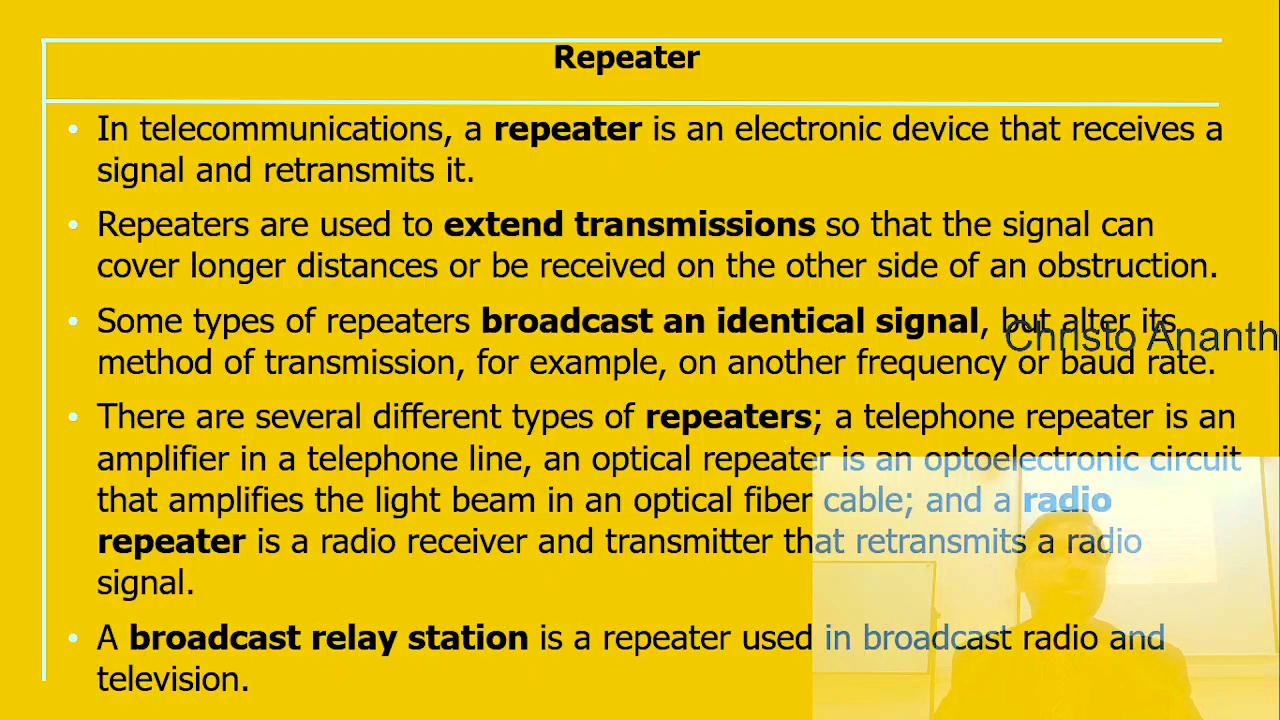 Repeater
• In telecommunications, a repeater is an electronic device that receives a
signal and retransmits it.
• Repeaters are used to extend transmissions so that the signal can
cover longer distances or be received on the other side of an obstruction.
• Some types of repeaters broadcast an identical signal, but alter its
Christo Ananth
method of transmission, for example, on another frequency or baud rate.
• There are several different types of repeaters; a telephone repeater is an
amplifier in a telephone line, an optical repeater is an optoelectronic circuit
that amplifies the light beam in an optical fiber cable; and a radio
repeater is a radio receiver and transmitter that retransmits a radio
signal.
• A broadcast relay station is a repeater used in broadcast radio and
television.